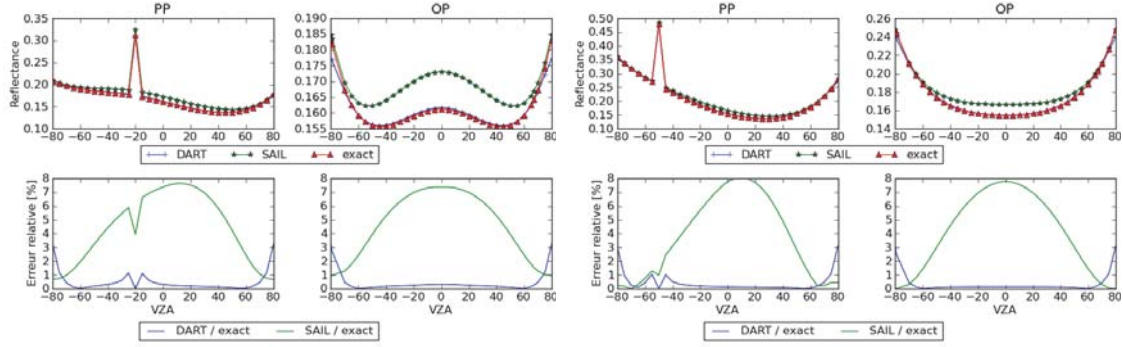 PP OP PP OP
0.35 0.190 0.50 0.26
0.185 0.45 0.24
0.30 0.180 0.40 0.22
0.25 0.175 0.35 0.20
0.170 0.30
0.20 0.165 0.25 0.18
0.15 0.160 0.20 0.16
0.15
0.10 0.155 0.10 0.14
Reflectance Reflectance
−80 −60 −40 −20 0 20 40 60 80 −80 −60 −40 −20 0 20 40 60 80 −80 −60 −40 −20 0 20 40 60 80 −80 −60 −40 −20 0 20 40 60 80
DART SAIL exact DART SAIL exact
8 8 8 8
7 7 7 7
6 6 6 6
5 5 5 5
4 4 4 4
3 3 3 3
2 2 2 2
1 1 1 1
0 0 0 0
Erreur relative [%] Erreur relative [%]
−80 −60 −40 −20 0 20 40 60 80 −80 −60 −40 −20 0 20 40 60 80 −80 −60 −40 −20 0 20 40 60 80 −80 −60 −40 −20 0 20 40 60 80
VZA VZA VZA VZA
DART / exact SAIL / exact DART / exact SAIL / exact